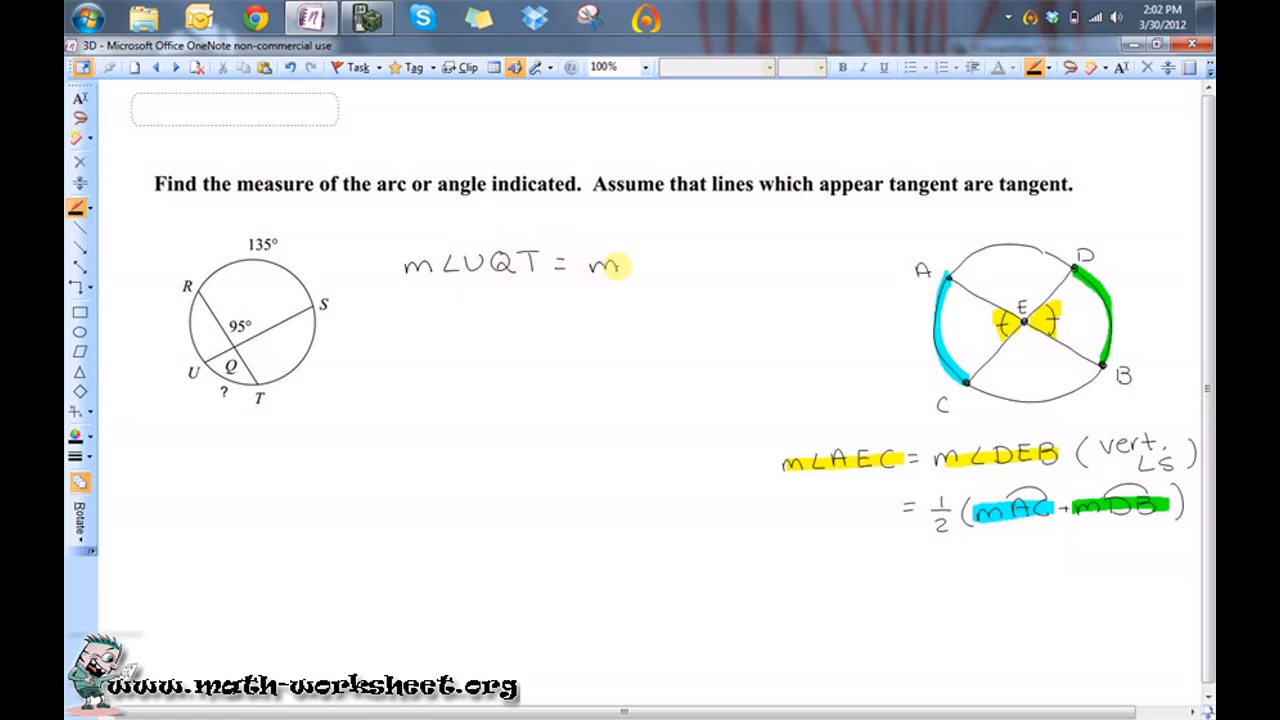 2:02 PM
3/30/2012
3D - Microsoft Office OneNote non-commercial use
Task Tag Clip 100% B I U A
Find the measure of the arc or angle indicated. Assume that lines which appear tangent are tangent.
135°
R
S
95°
U
Q
?
T
m∠UQT = m
A
D
E
B
C
m∠AEC = m∠DEB (vert. ∠S)
= 1/2 (mAC + mDB)
Rotate
www.math-worksheet.org